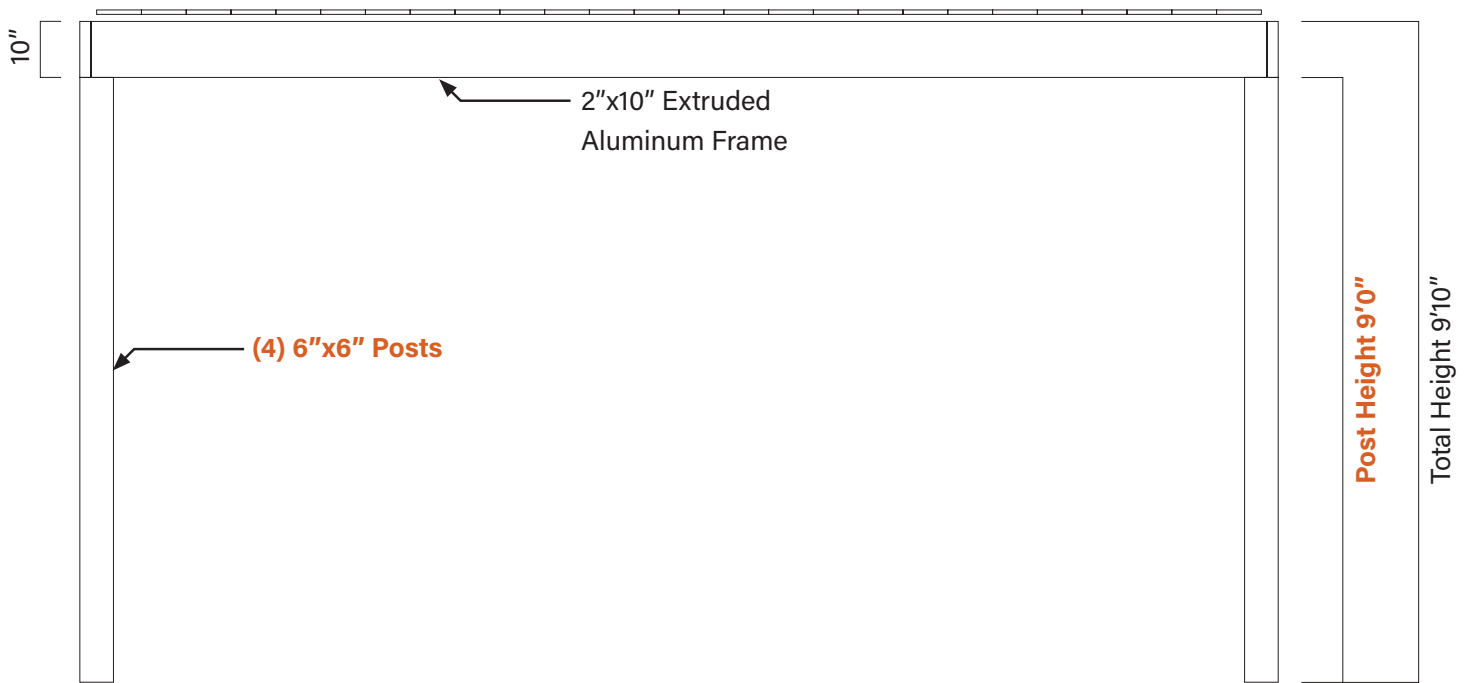 10″
2″x10″ Extruded
Aluminum Frame
(4) 6″x6″ Posts
Post Height 9′0″
Total Height 9′10″